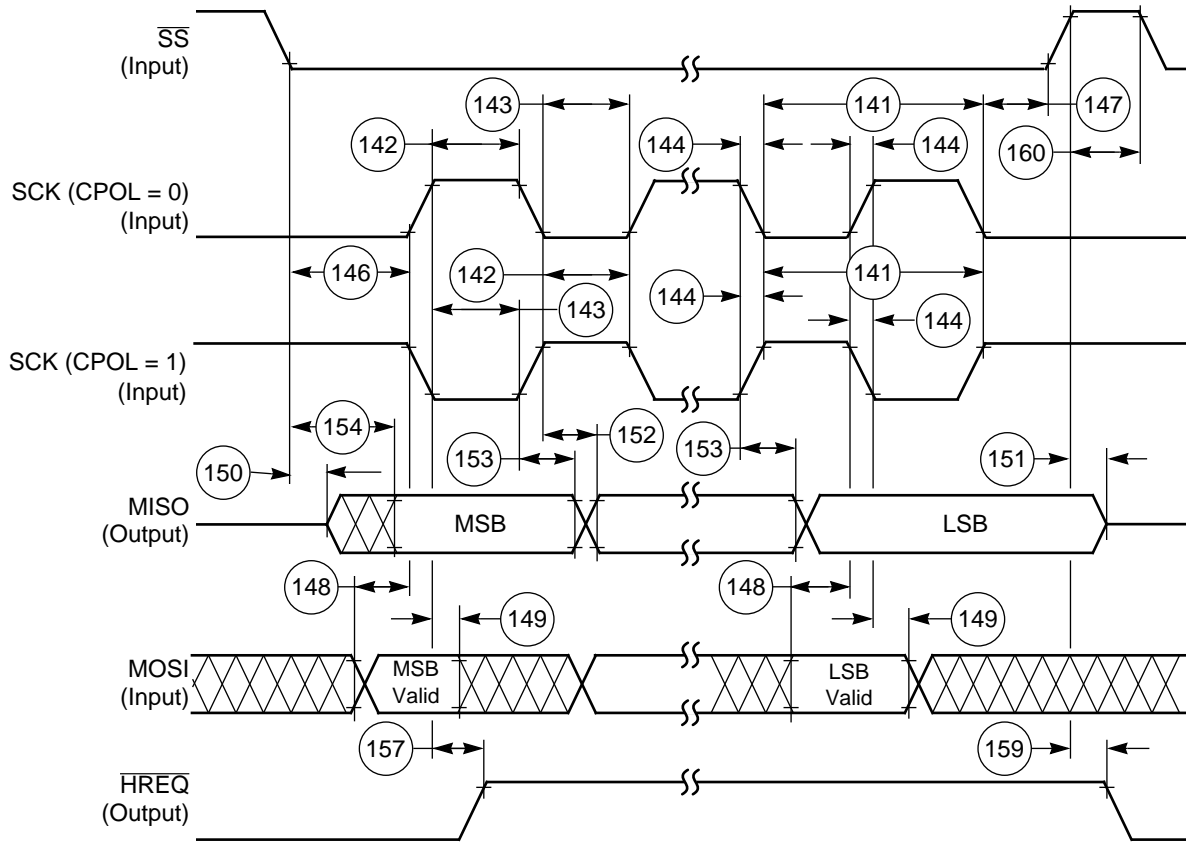 SS
(Input)
143
141
147
142
144
144
160
SCK (CPOL = 0)
(Input)
146
142
141
144
143
144
SCK (CPOL = 1)
(Input)
154
152
150
153
153
151
MISO
(Output)
MSB
LSB
148
148
149
149
MOSI
(Input)
MSB
Valid
LSB
Valid
157
159
HREQ
(Output)